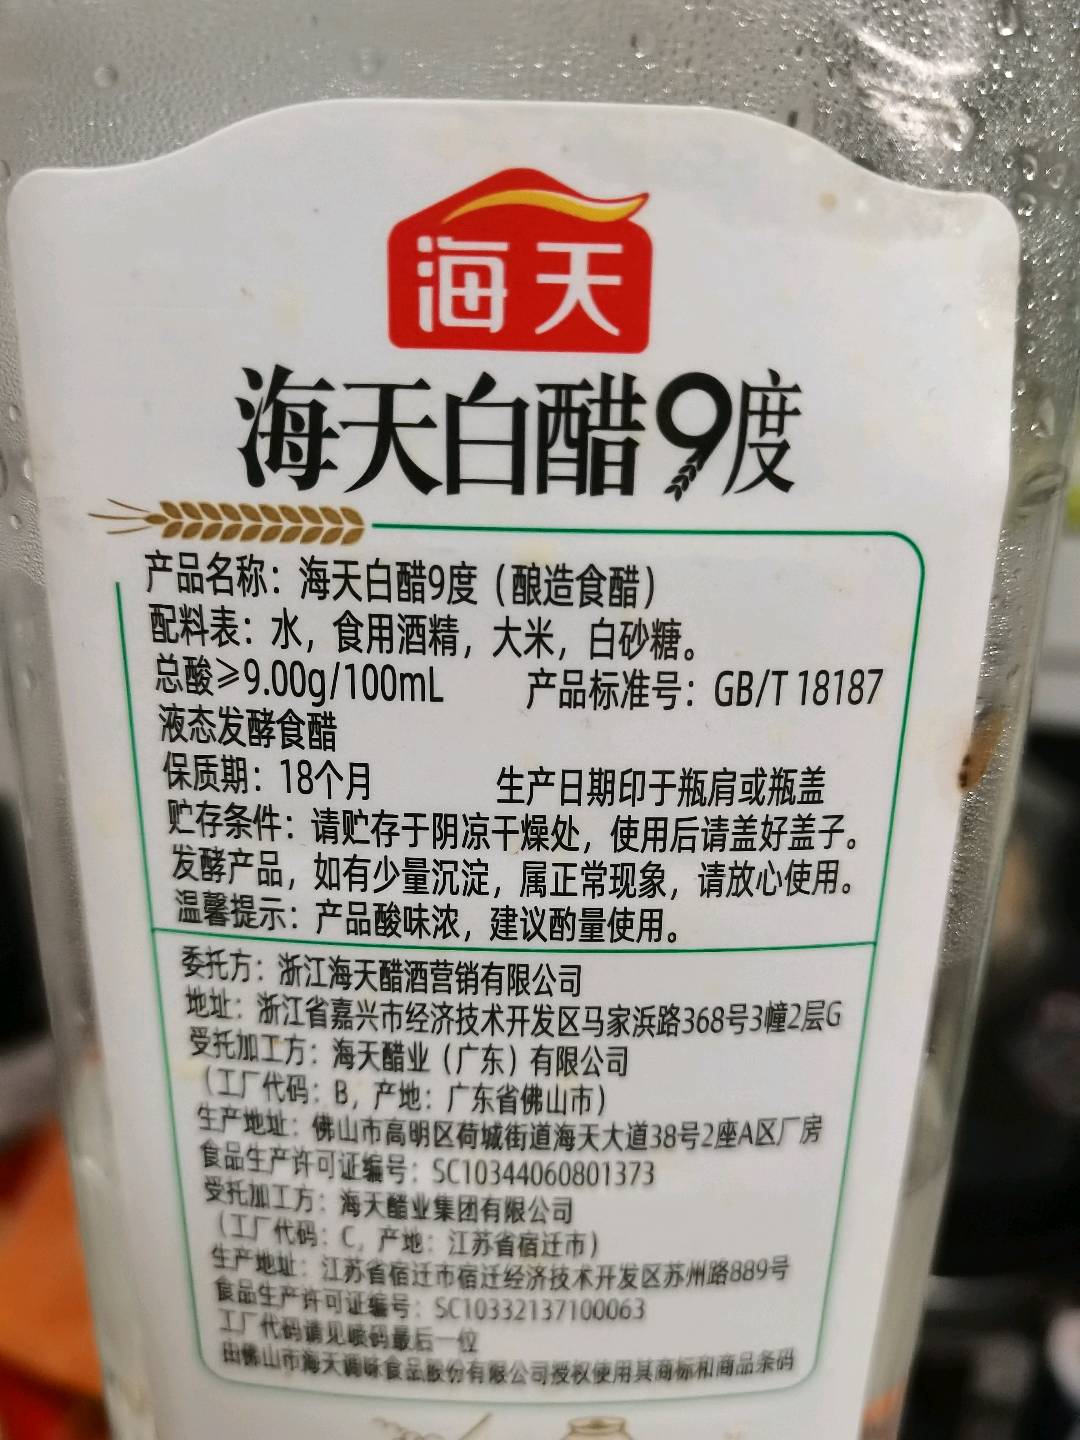 海天
海天白醋9度
产品名称：海天白醋9度（酿造食醋）
配料表：水，食用酒精，大米，白砂糖。
总酸≥9.00g/100mL 产品标准号：GB/T 18187
液态发酵食醋
保质期：18个月 生产日期印于瓶肩或瓶盖
贮存条件：请贮存于阴凉干燥处，使用后请盖好盖子。
发酵产品，如有少量沉淀，属正常现象，请放心使用。
温馨提示：产品酸味浓，建议酌量使用。
委托方：浙江海天醋酒营销有限公司
地址：浙江省嘉兴市经济技术开发区马家浜路368号3幢2层G
受托加工方：海天醋业（广东）有限公司
（工厂代码：B，产地：广东省佛山市）
生产地址：佛山市高明区荷城街道海天大道38号2座A区厂房
食品生产许可证编号：SC10344060801373
受托加工方：海天醋业集团有限公司
（工厂代码：C，产地：江苏省宿迁市）
生产地址：江苏省宿迁市宿迁经济技术开发区苏州路889号
食品生产许可证编号：SC10332137100063
工厂代码请见喷码最后一位
由佛山市海天调味食品股份有限公司授权使用其商标和商品条码